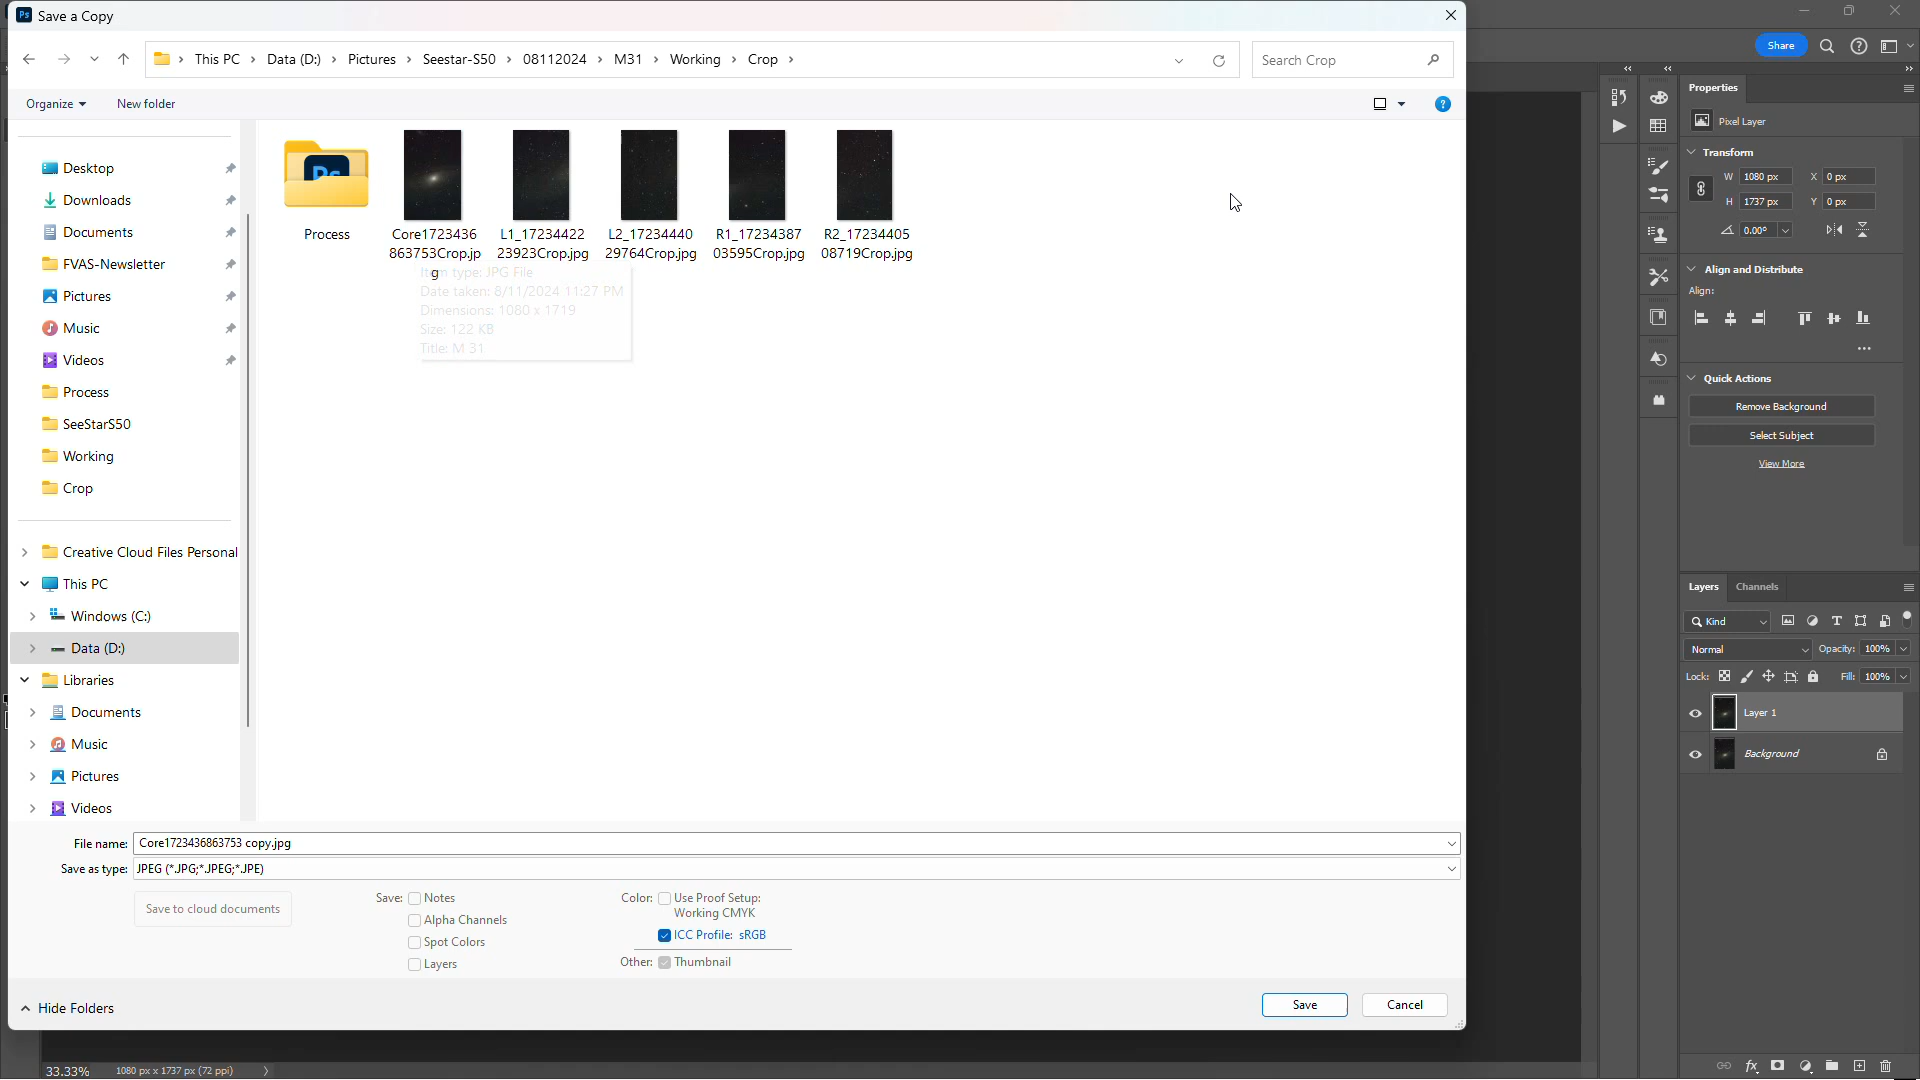 Ps Save a Copy
This PC > Data (D:) > Pictures > Seestar-S50 > 08112024 > M31 > Working > Crop >
Search Crop
Share
Organize
New folder
Desktop
Downloads
Documents
FVAS-Newsletter
Pictures
Music
Videos
Process
SeeStarS50
Working
Crop
Creative Cloud Files Personal
This PC
Windows (C:)
Data (D:)
Libraries
Documents
Music
Pictures
Videos
Ps
Process
Core1723436
863753Crop.jp
g
L1_17234422
23923Crop.jpg
L2_17234440
29764Crop.jpg
R1_17234387
03595Crop.jpg
R2_17234405
08719Crop.jpg
Item type: JPG File
Date taken: 8/11/2024 11:27 PM
Dimensions: 1080 x 1719
Size: 122 KB
Title: M 31
File name: Core1723436863753 copy.jpg
Save as type: JPEG (*.JPG;*.JPEG;*.JPE)
Save to cloud documents
Save: Notes
Alpha Channels
Spot Colors
Layers
Color: Use Proof Setup:
Working CMYK
ICC Profile: sRGB
Other: Thumbnail
Hide Folders
Save
Cancel
33.33%
1080 px x 1737 px (72 ppi)
Properties
Pixel Layer
Transform
W 1080 px X 0 px
H 1737 px Y 0 px
0.00°
Align and Distribute
Align:
Quick Actions
Remove Background
Select Subject
View More
Layers
Channels
Kind
Normal
Opacity: 100%
Lock:
Fill: 100%
Layer 1
Background